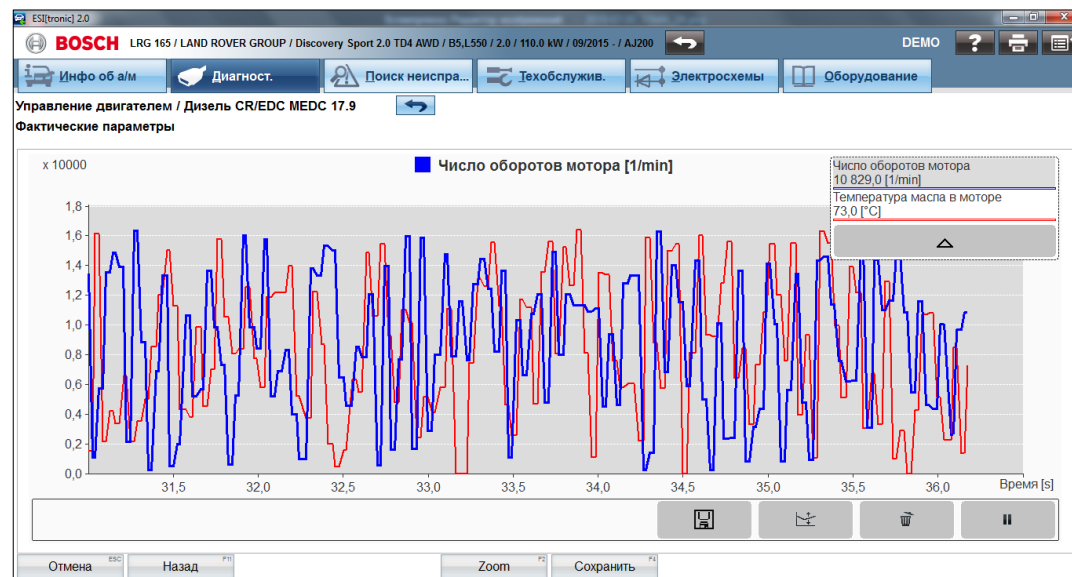 ESI[tronic] 2.0
BOSCH LRG 165 / LAND ROVER GROUP / Discovery Sport 2.0 TD4 AWD / B5,L550 / 2.0 / 110.0 kW / 09/2015 - / AJ200 DEMO ?
Инфо об а/м Диагност. Поиск неиспра... Техобслужив. Электросхемы Оборудование
Управление двигателем / Дизель CR/EDC MEDC 17.9
Фактические параметры
x 10000 Число оборотов мотора [1/min]
Число оборотов мотора
10 829,0 [1/min]
Температура масла в моторе
73,0 [°C]
1,8
1,6
1,4
1,2
1,0
0,8
0,6
0,4
0,2
0,0
31,5 32,0 32,5 33,0 33,5 34,0 34,5 35,0 35,5 36,0 Время [s]
Отмена ESC Назад F11 Zoom F2 Сохранить F4